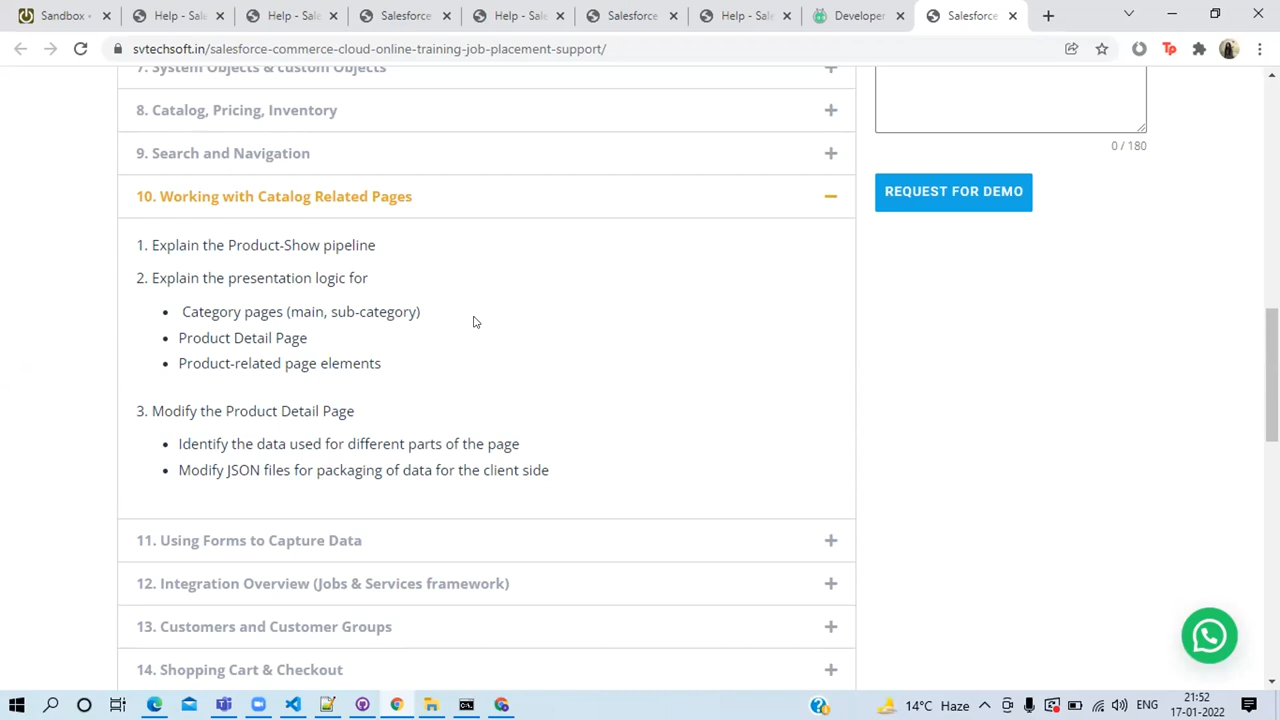 Sandbox -
Help - Sale
Help - Sale
Salesforce
Help - Sale
Salesforce
Help - Sale
Developer
Salesforce
svtechsoft.in/salesforce-commerce-cloud-online-training-job-placement-support/
7. System Objects & custom Objects
8. Catalog, Pricing, Inventory
0 / 180
9. Search and Navigation
REQUEST FOR DEMO
10. Working with Catalog Related Pages
1. Explain the Product-Show pipeline
2. Explain the presentation logic for
• Category pages (main, sub-category)
• Product Detail Page
• Product-related page elements
3. Modify the Product Detail Page
• Identify the data used for different parts of the page
• Modify JSON files for packaging of data for the client side
11. Using Forms to Capture Data
12. Integration Overview (Jobs & Services framework)
13. Customers and Customer Groups
14. Shopping Cart & Checkout
14°C Haze
ENG
21:52
17-01-2022